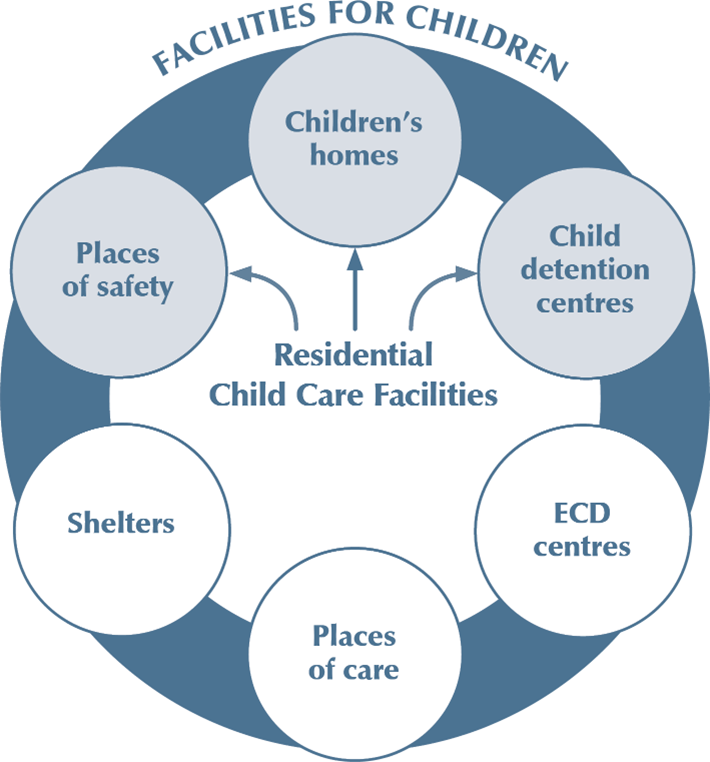 FACILITIES FOR CHILDREN
Children’s
homes
Places
of safety
Child
detention
centres
Residential
Child Care Facilities
Shelters
ECD
centres
Places
of care